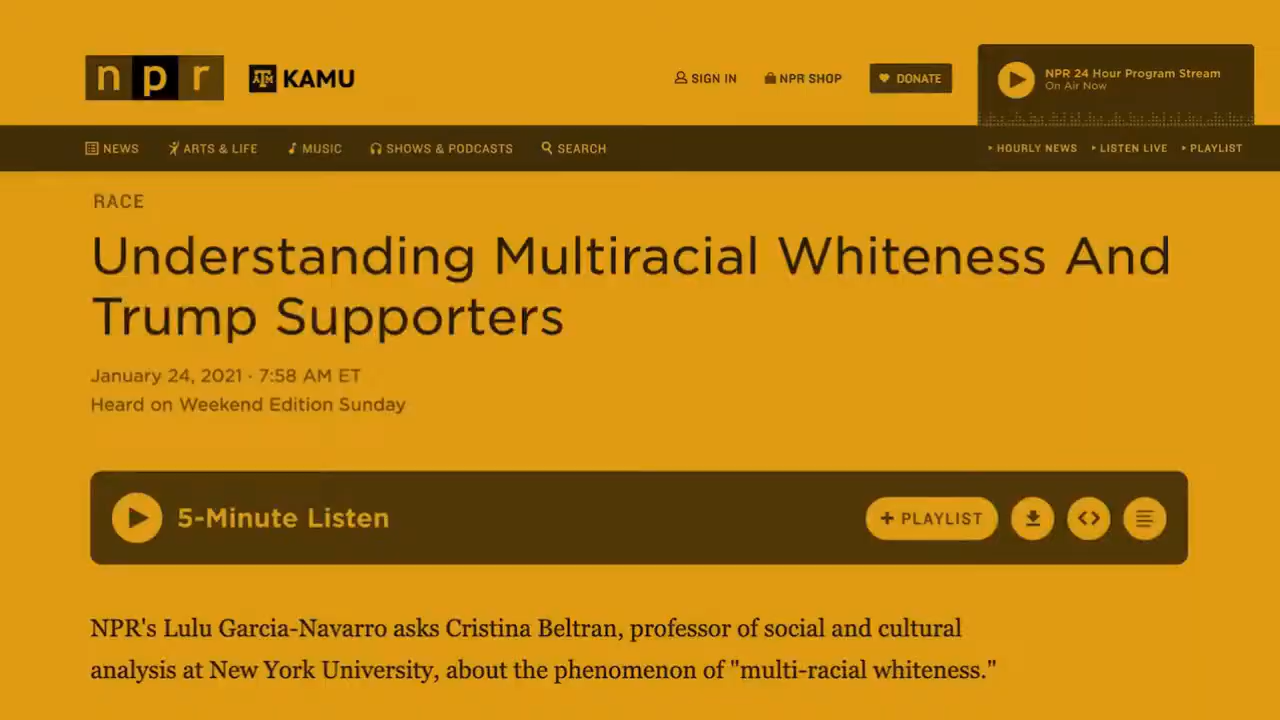 npr KAMU
SIGN IN NPR SHOP DONATE
NPR 24 Hour Program Stream
On Air Now
NEWS ARTS & LIFE MUSIC SHOWS & PODCASTS SEARCH HOURLY NEWS LISTEN LIVE PLAYLIST
RACE
Understanding Multiracial Whiteness And
Trump Supporters
January 24, 2021 · 7:58 AM ET
Heard on Weekend Edition Sunday
5-Minute Listen
+ PLAYLIST
NPR's Lulu Garcia-Navarro asks Cristina Beltran, professor of social and cultural
analysis at New York University, about the phenomenon of "multi-racial whiteness."